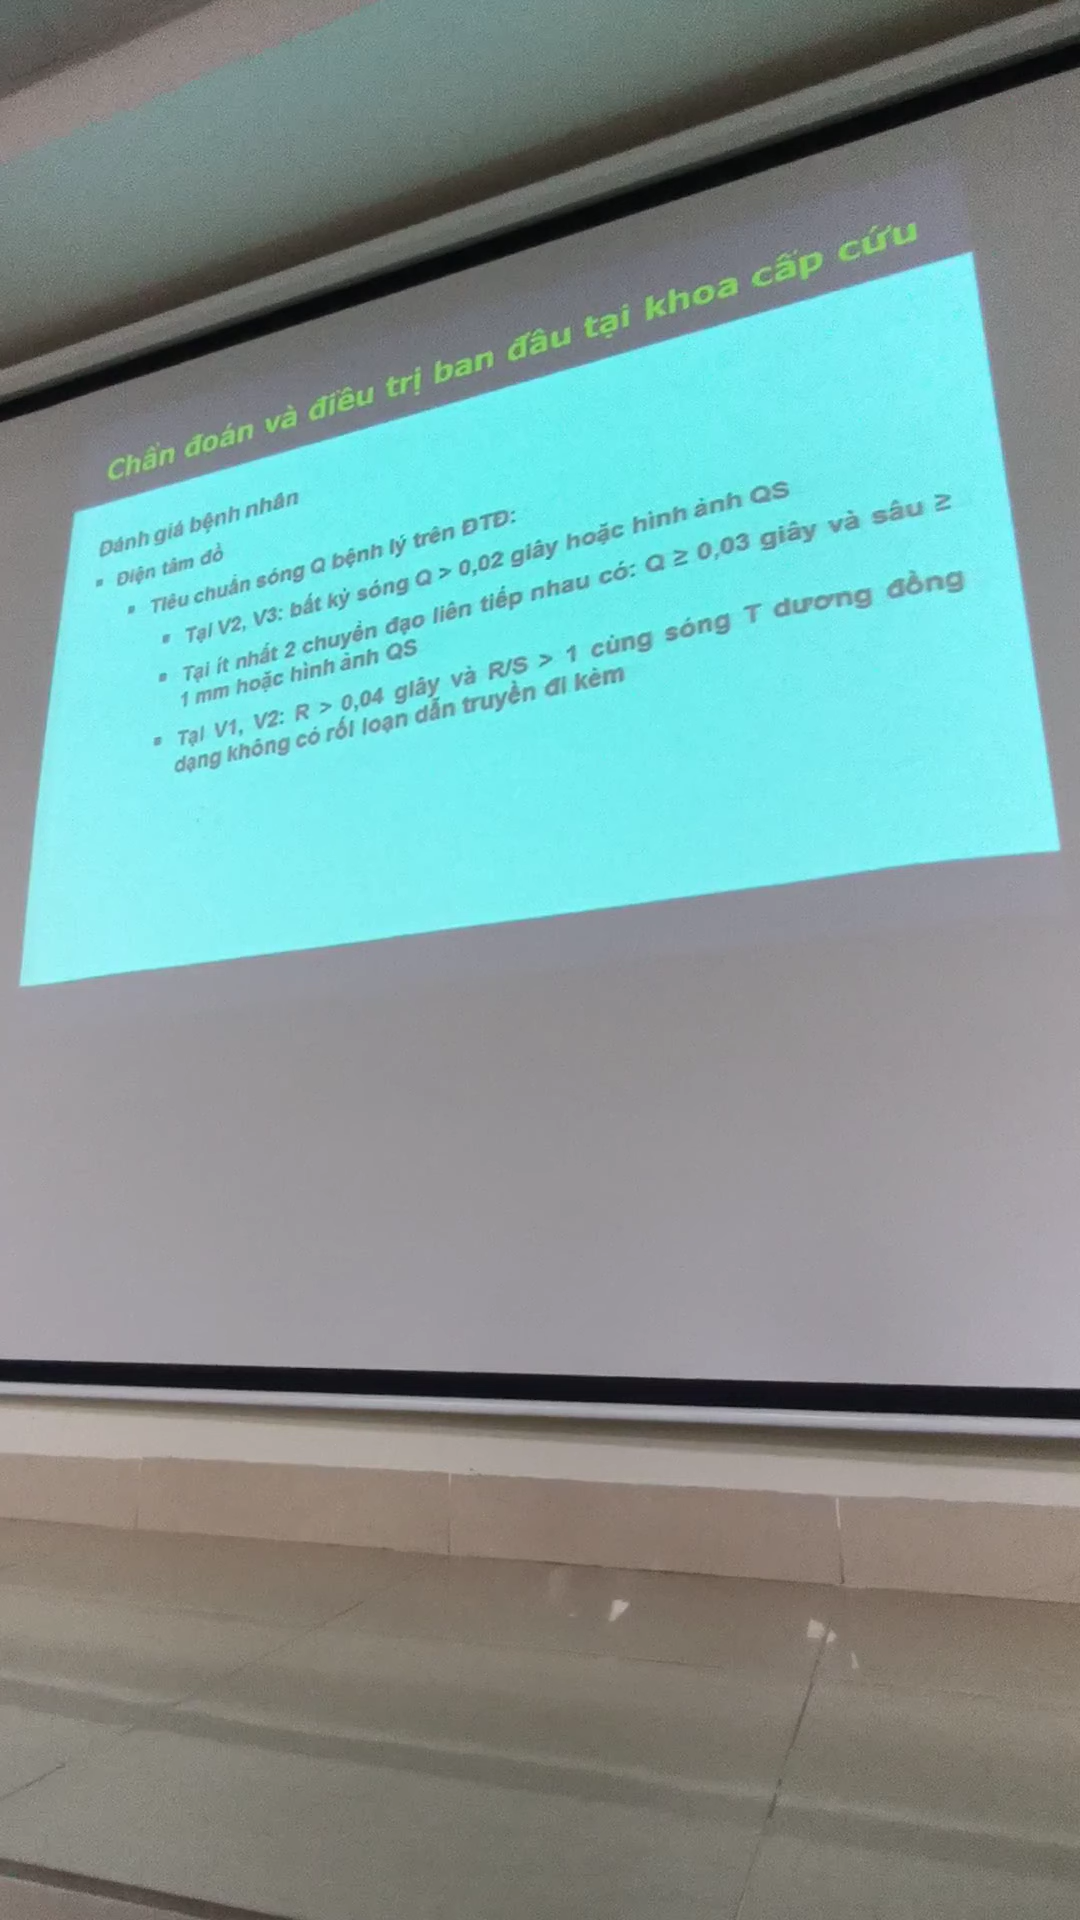 Chẩn đoán và điều trị ban đầu tại khoa cấp cứu
Đánh giá bệnh nhân
▪ Điện tâm đồ
▪ Tiêu chuẩn sóng Q bệnh lý trên ĐTĐ:
▪ Tại V2, V3: bất kỳ sóng Q > 0,02 giây hoặc hình ảnh QS
▪ Tại ít nhất 2 chuyển đạo liên tiếp nhau có: Q ≥ 0,03 giây và sâu ≥
1 mm hoặc hình ảnh QS
▪ Tại V1, V2: R > 0,04 giây và R/S > 1 cùng sóng T dương đồng
dạng không có rối loạn dẫn truyền đi kèm